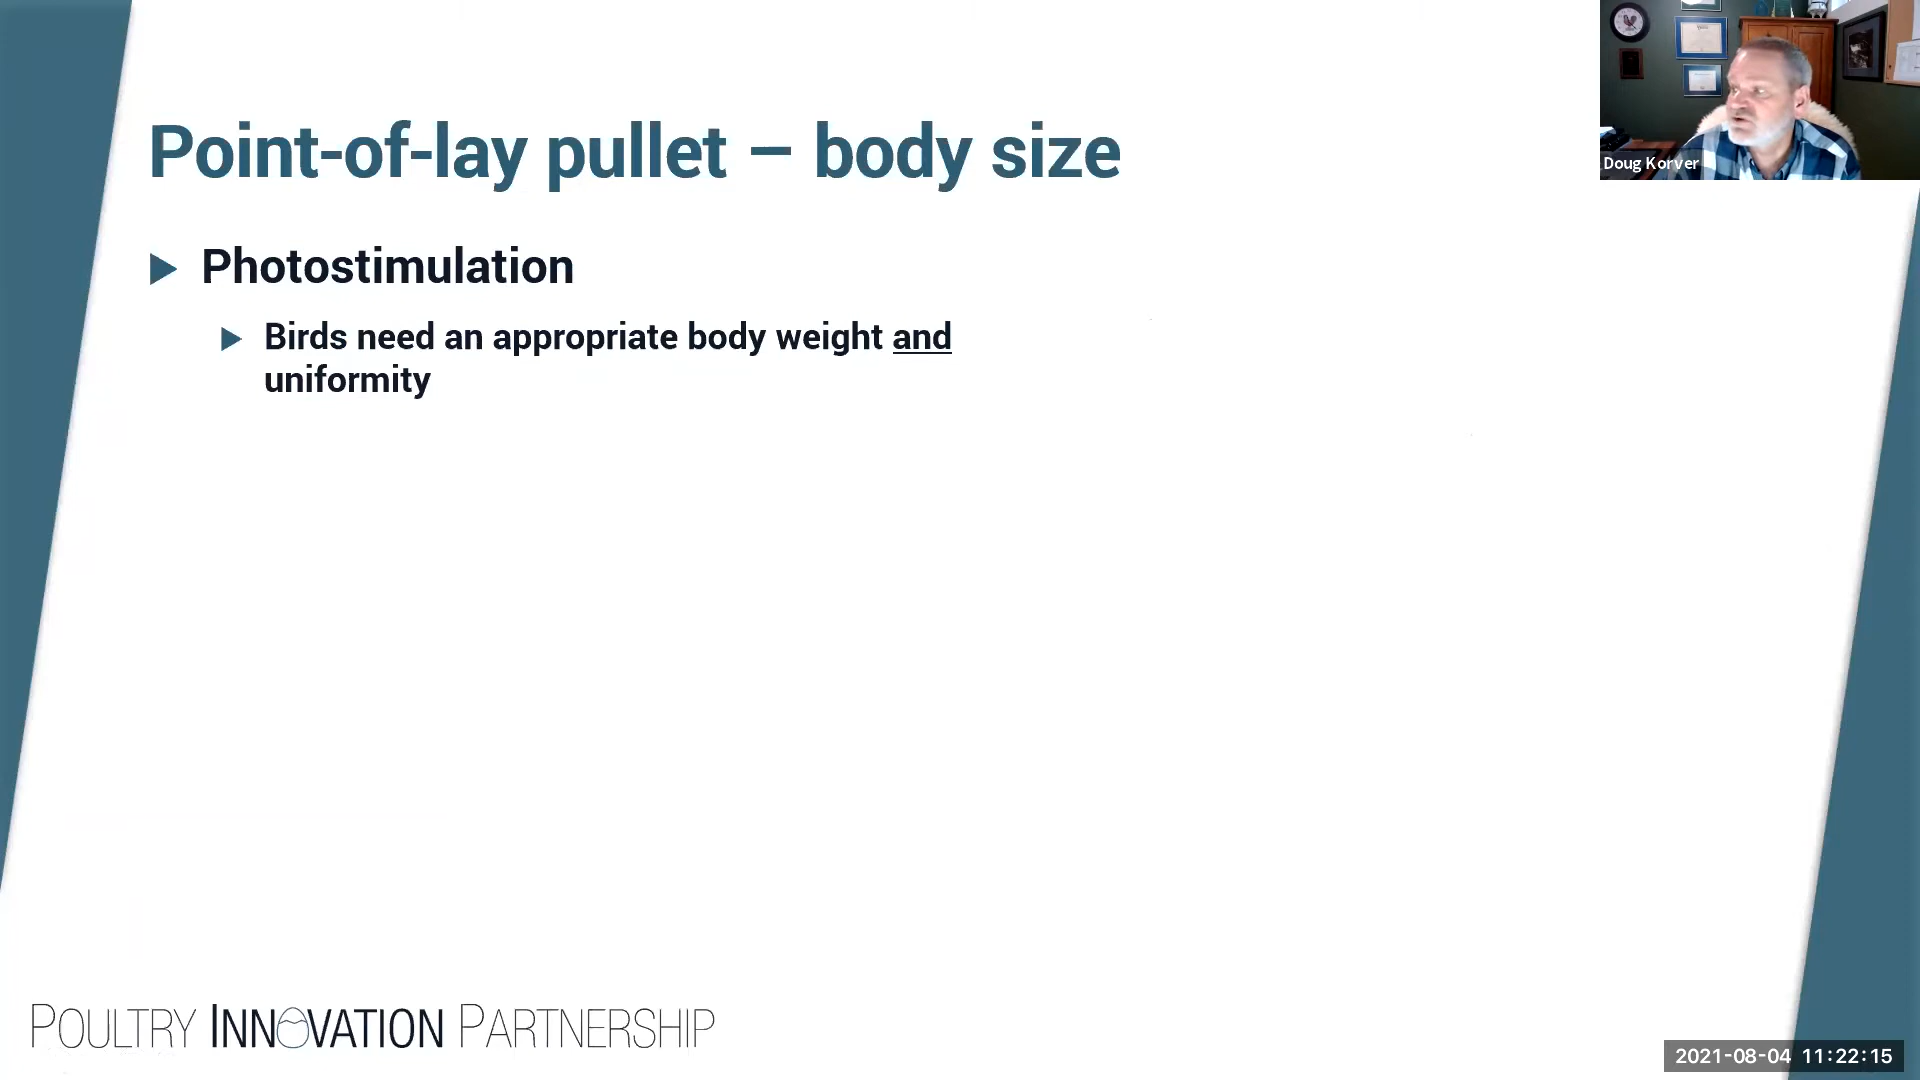 Point-of-lay pullet – body size
Doug Korver
Photostimulation
Birds need an appropriate body weight and
uniformity
POULTRY INNOVATION PARTNERSHIP
2021-08-04 11:22:15